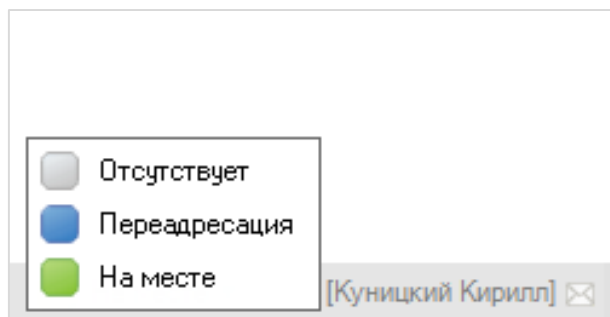 Отсутствует
Переадресация
На месте
[Куницкий Кирилл]